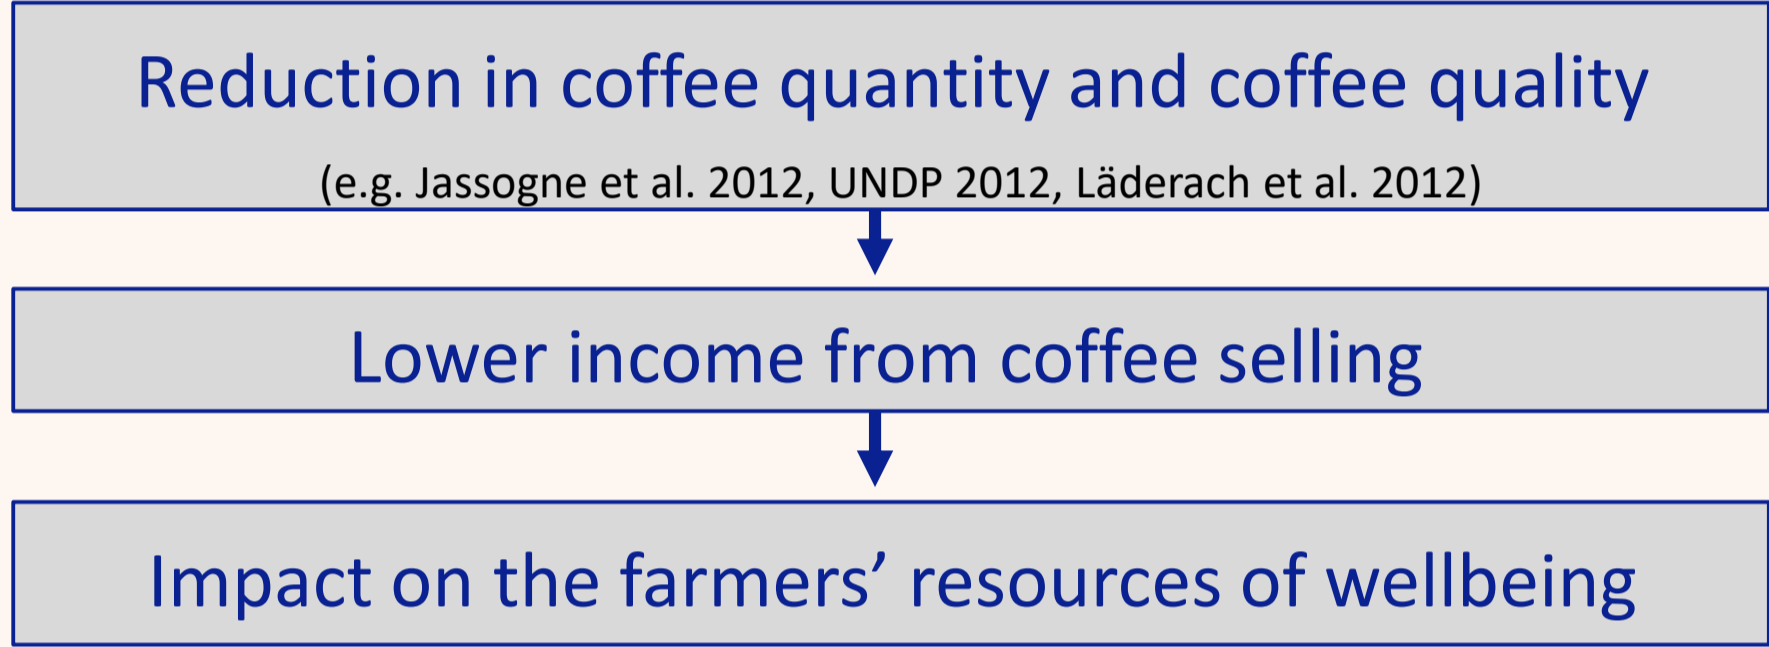 Reduction in coffee quantity and coffee quality
(e.g. Jassogne et al. 2012, UNDP 2012, Läderach et al. 2012)
Lower income from coffee selling
Impact on the farmers’ resources of wellbeing